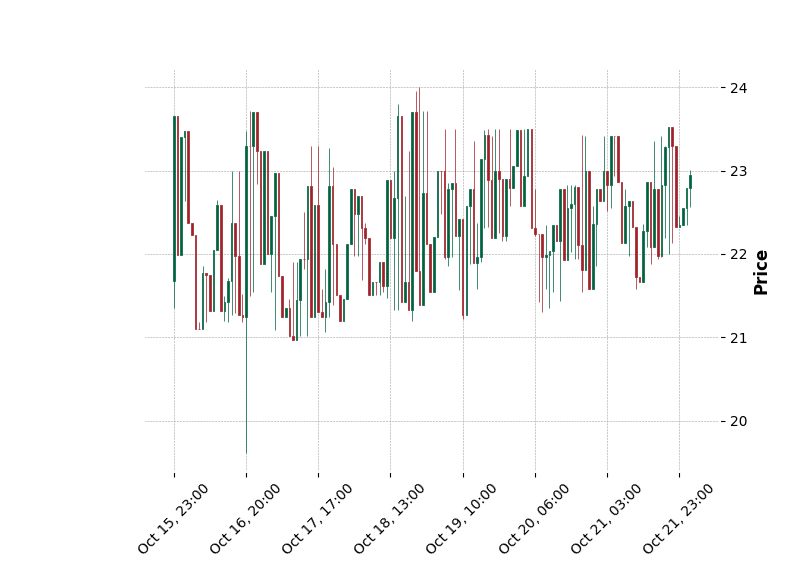 24
23
22
21
20
Price
Oct 15, 23:00
Oct 16, 20:00
Oct 17, 17:00
Oct 18, 13:00
Oct 19, 10:00
Oct 20, 06:00
Oct 21, 03:00
Oct 21, 23:00